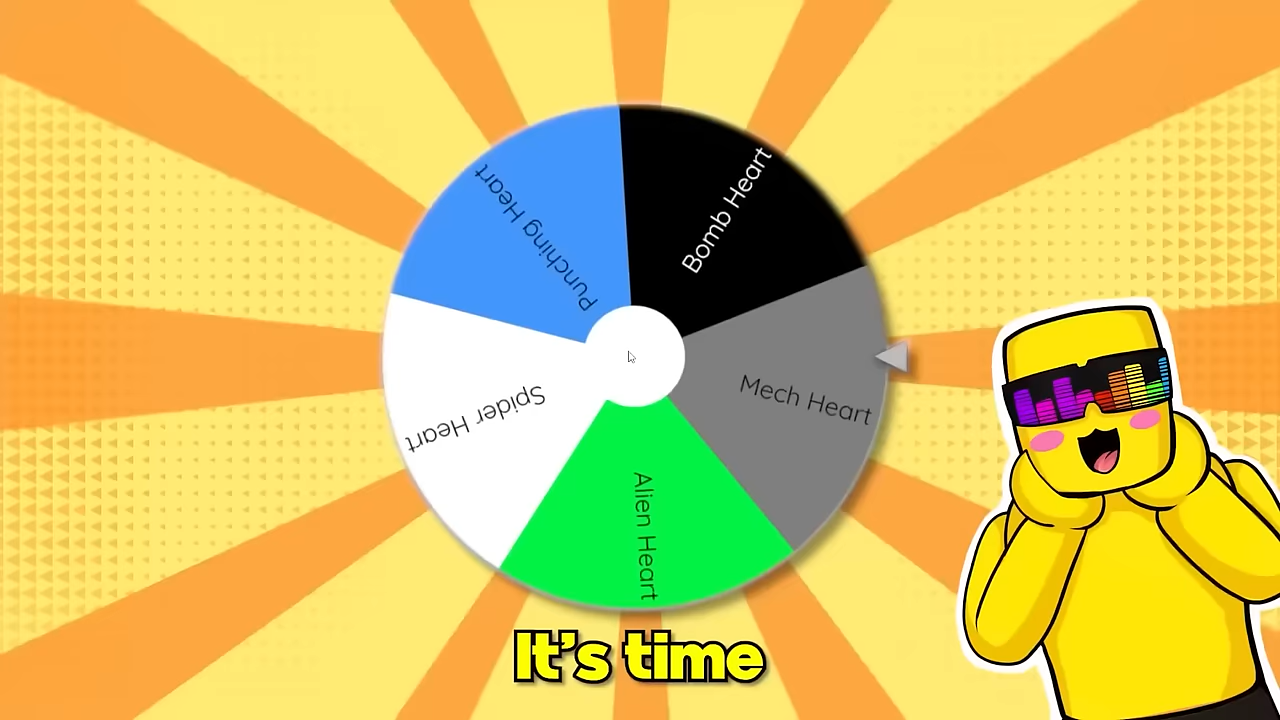 Punching Heart
Bomb Heart
Mech Heart
Spider Heart
Alien Heart
It's time